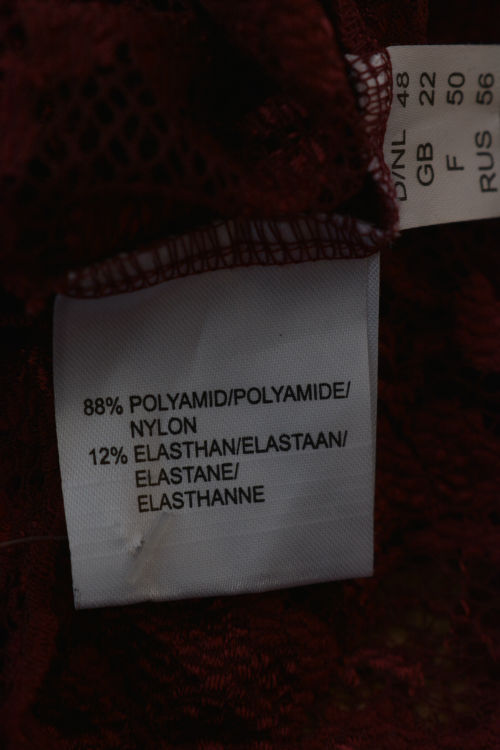 D/NL 48
GB 22
F 50
RUS 56
88% POLYAMID/POLYAMIDE/
NYLON
12% ELASTHAN/ELASTAAN/
ELASTANE/
ELASTHANNE